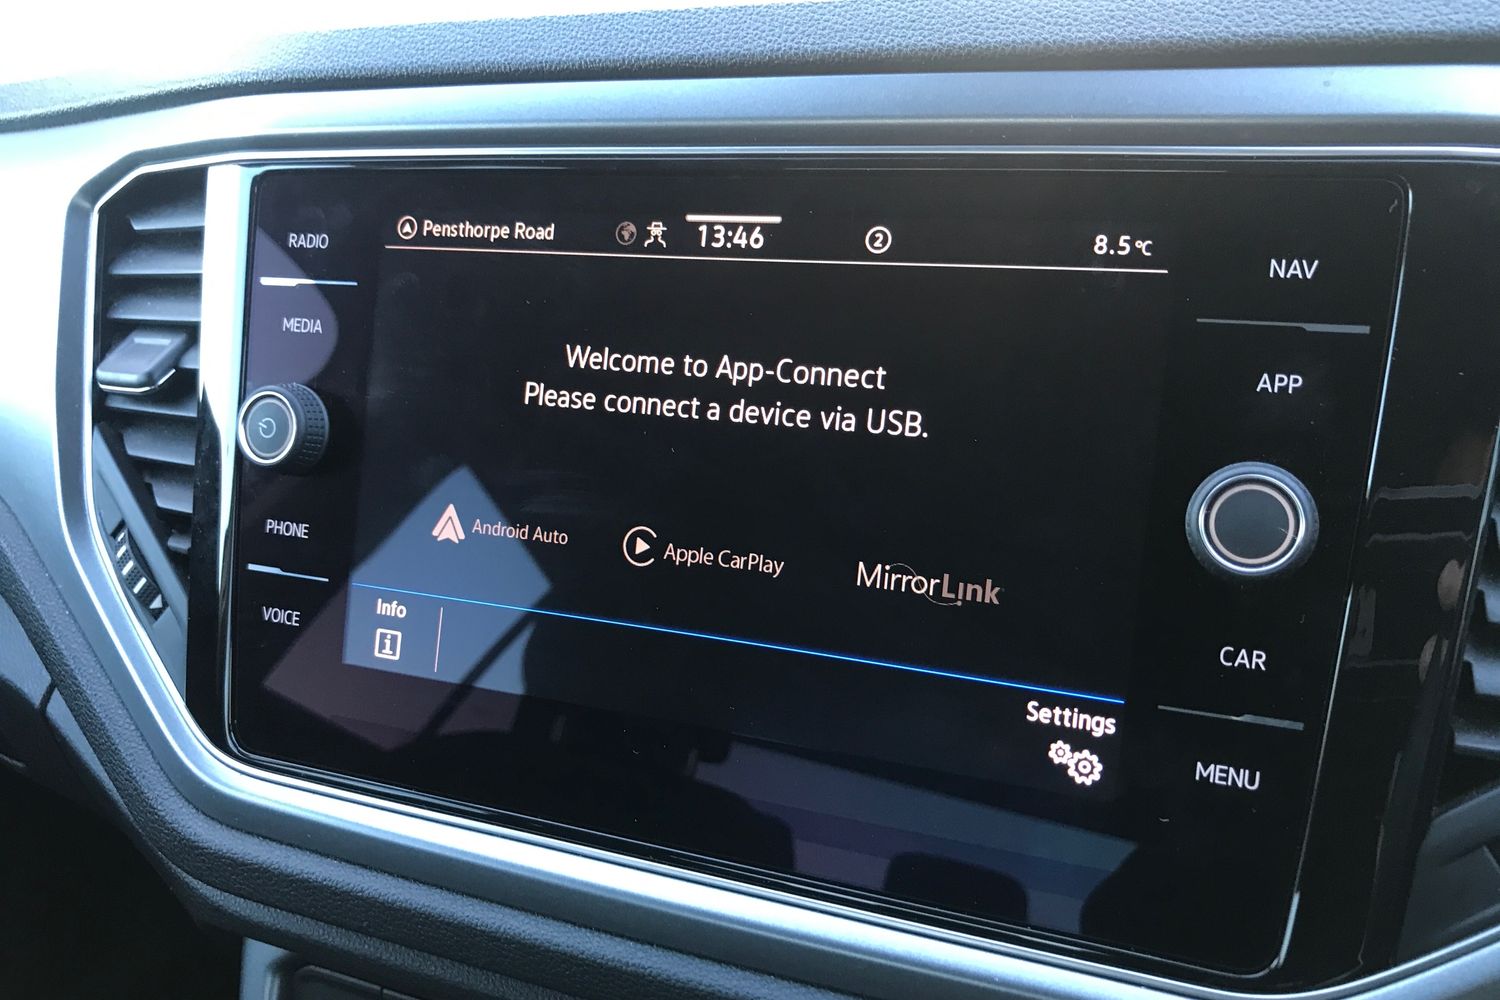 RADIO
MEDIA
PHONE
VOICE
Pensthorpe Road
13:46
2
8.5°C
Welcome to App-Connect
Please connect a device via USB.
Android Auto
Apple CarPlay
MirrorLink
Info
i
Settings
NAV
APP
CAR
MENU